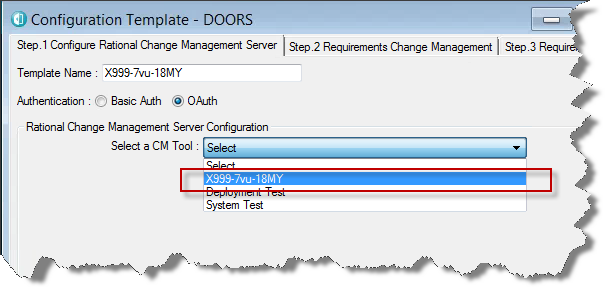 Configuration Template - DOORS
Step.1 Configure Rational Change Management Server Step.2 Requirements Change Management Step.3 
Template Name : X999-7vu-18MY
Authentication : Basic Auth OAuth
Rational Change Management Server Configuration
Select a CM Tool : Select
Select
X999-7vu-18MY
Deployment Test
System Test